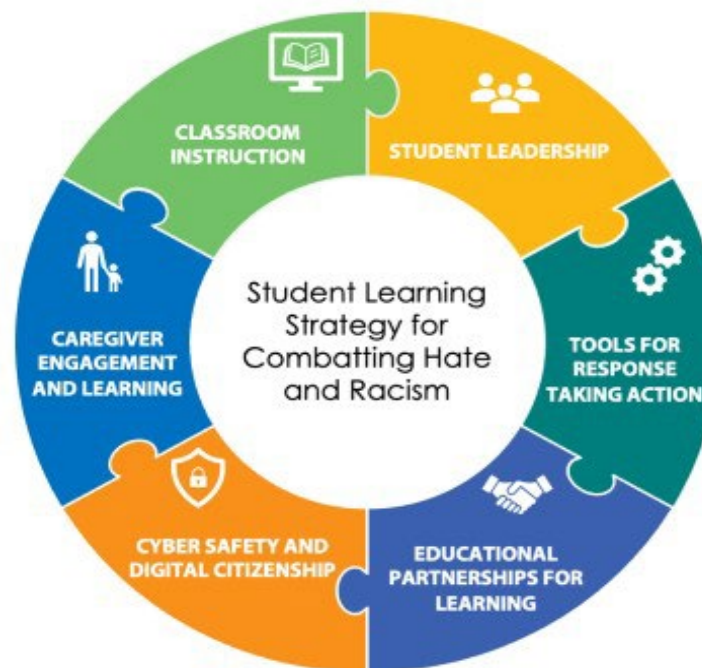 CLASSROOM
INSTRUCTION
STUDENT LEADERSHIP
TOOLS FOR
RESPONSE
TAKING ACTION
EDUCATIONAL
PARTNERSHIPS FOR
LEARNING
CYBER SAFETY AND
DIGITAL CITIZENSHIP
CAREGIVER
ENGAGEMENT
AND LEARNING
Student Learning
Strategy for
Combatting Hate
and Racism